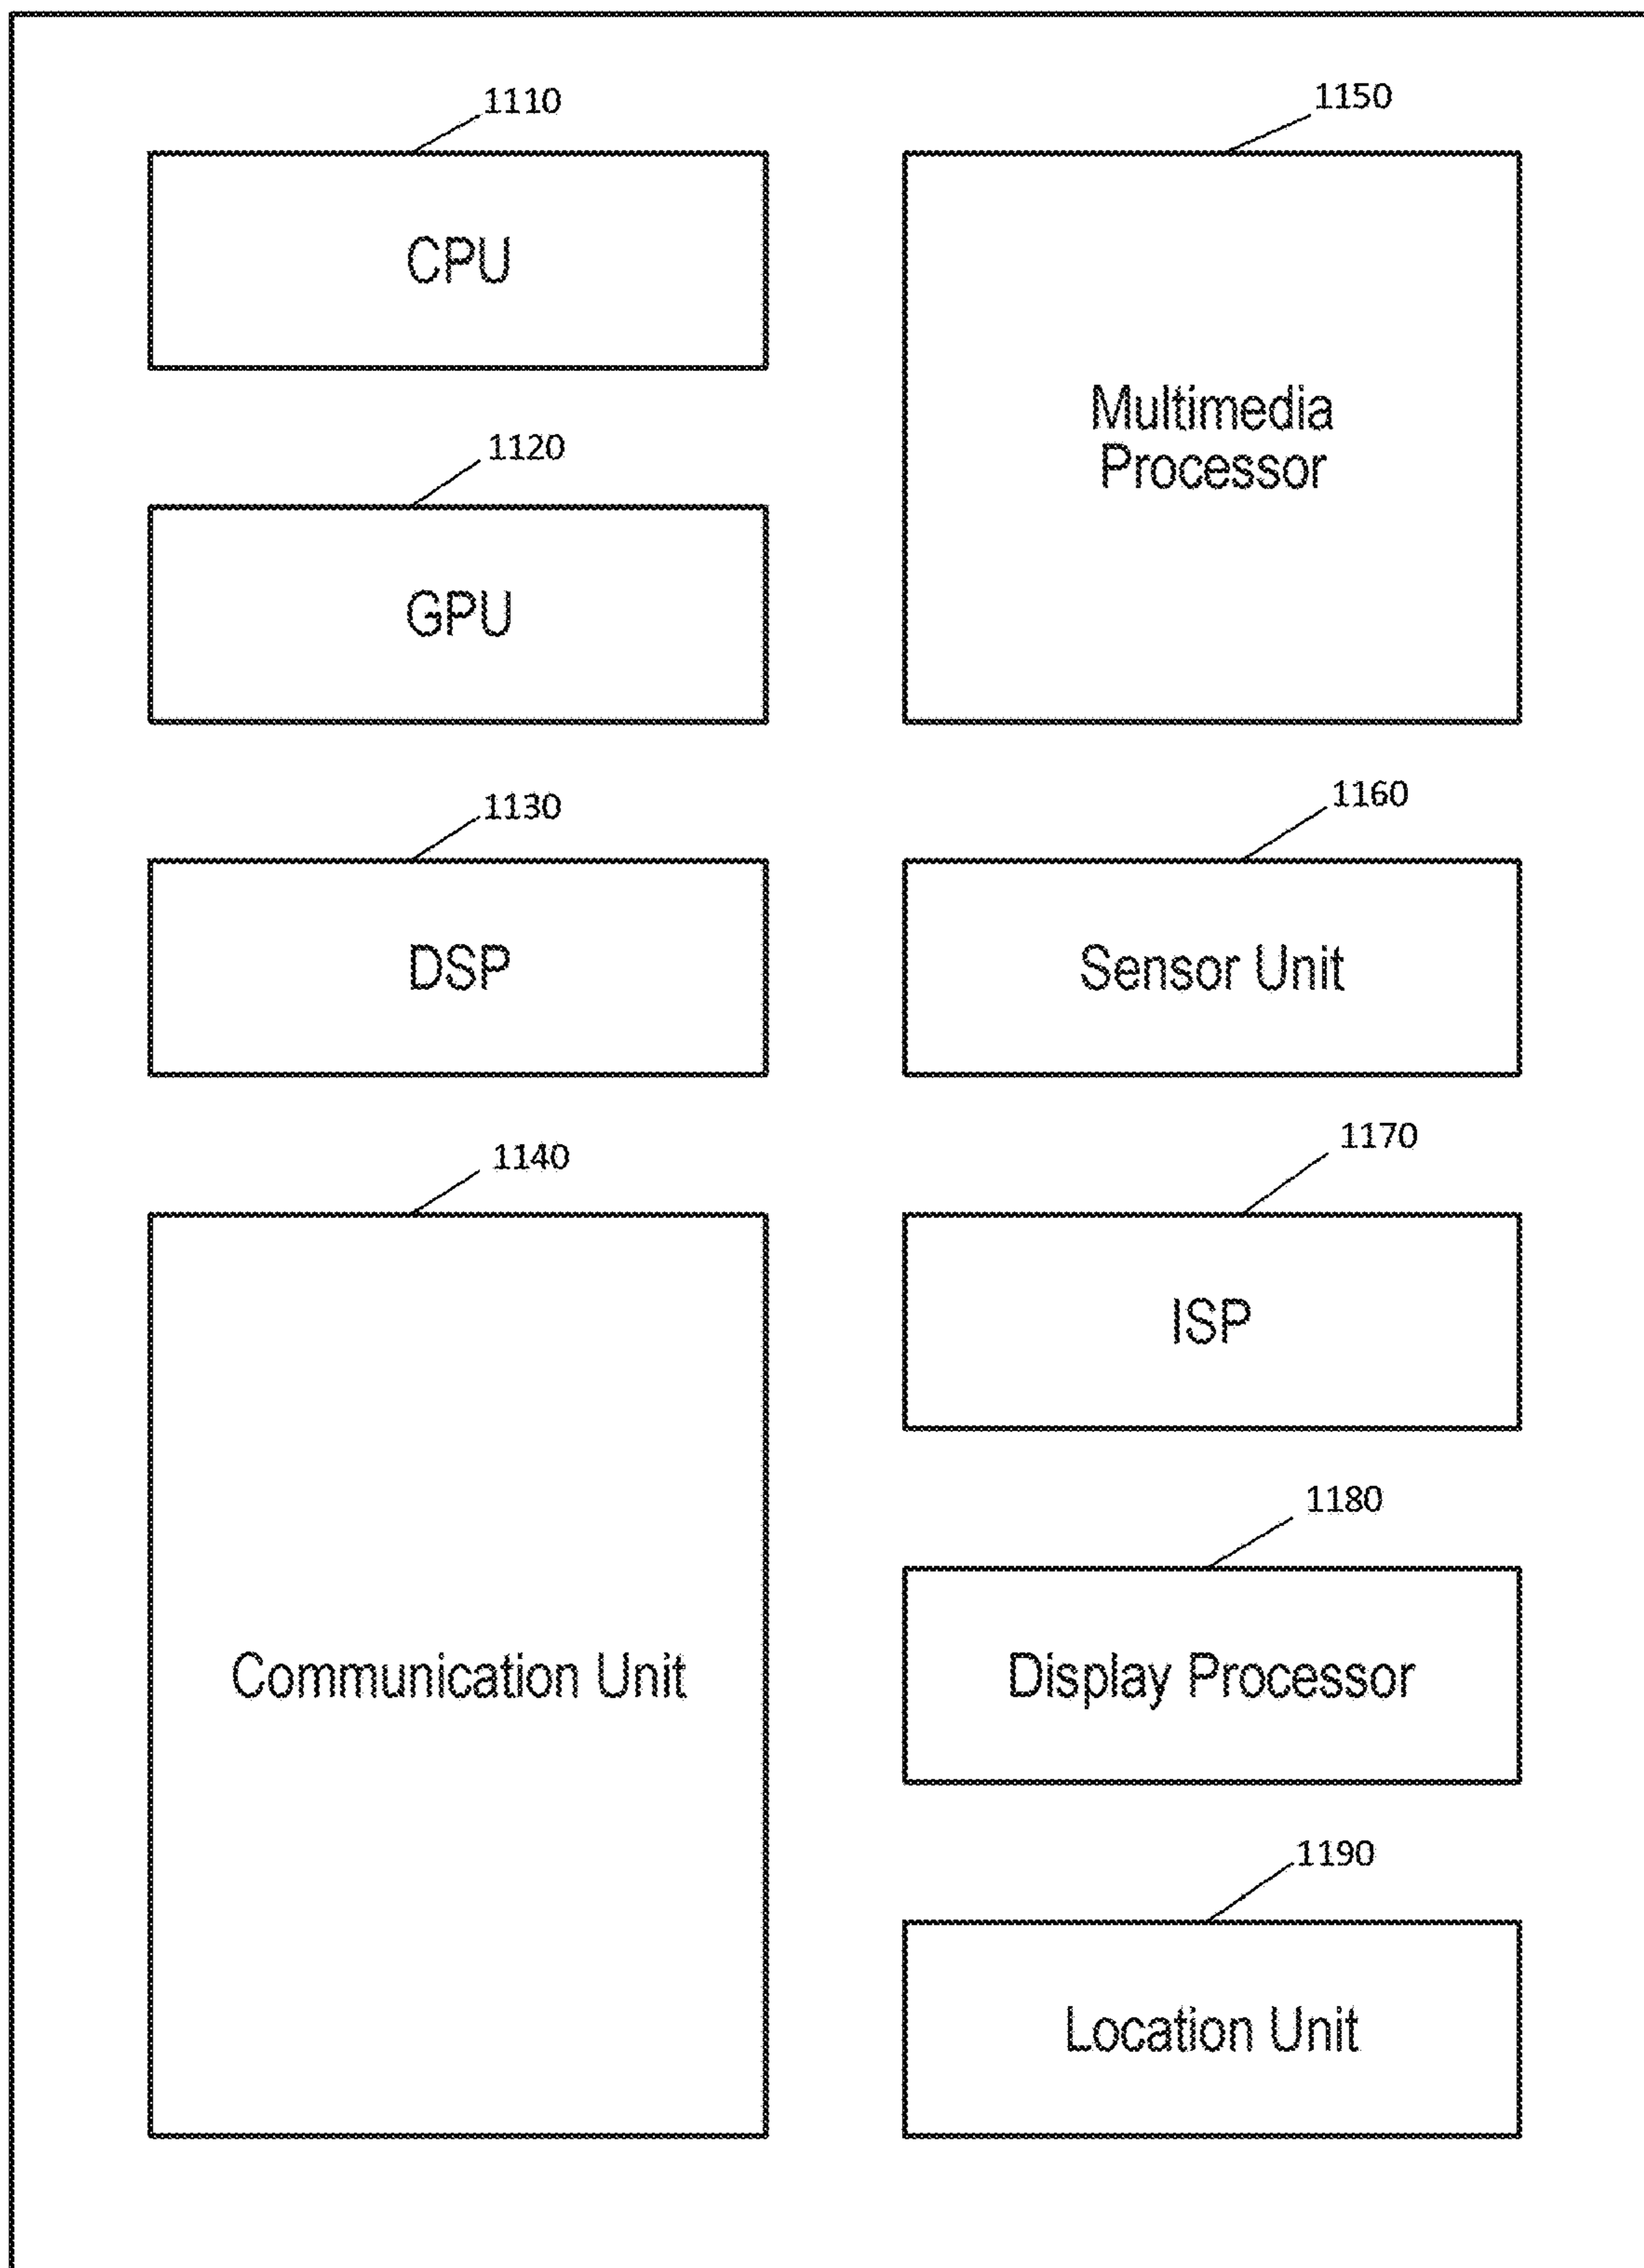 1110
CPU
1120
GPU
1130
DSP
1140
Communication Unit
1150
Multimedia
Processor
1160
Sensor Unit
1170
ISP
1180
Display Processor
1190
Location Unit